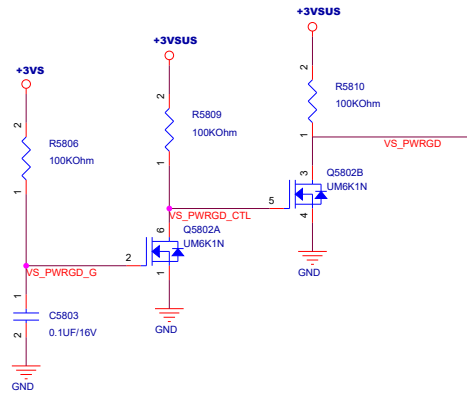 +3VSUS
+3VSUS
+3VS
2
R5810
100KOhm
1
VS_PWRGD
2
R5809
100KOhm
1
2
R5806
100KOhm
1
3
Q5802B
UM6K1N
5
4
GND
VS_PWRGD_CTL
6
Q5802A
UM6K1N
2
1
GND
VS_PWRGD_G
1
C5803
0.1UF/16V
2
GND